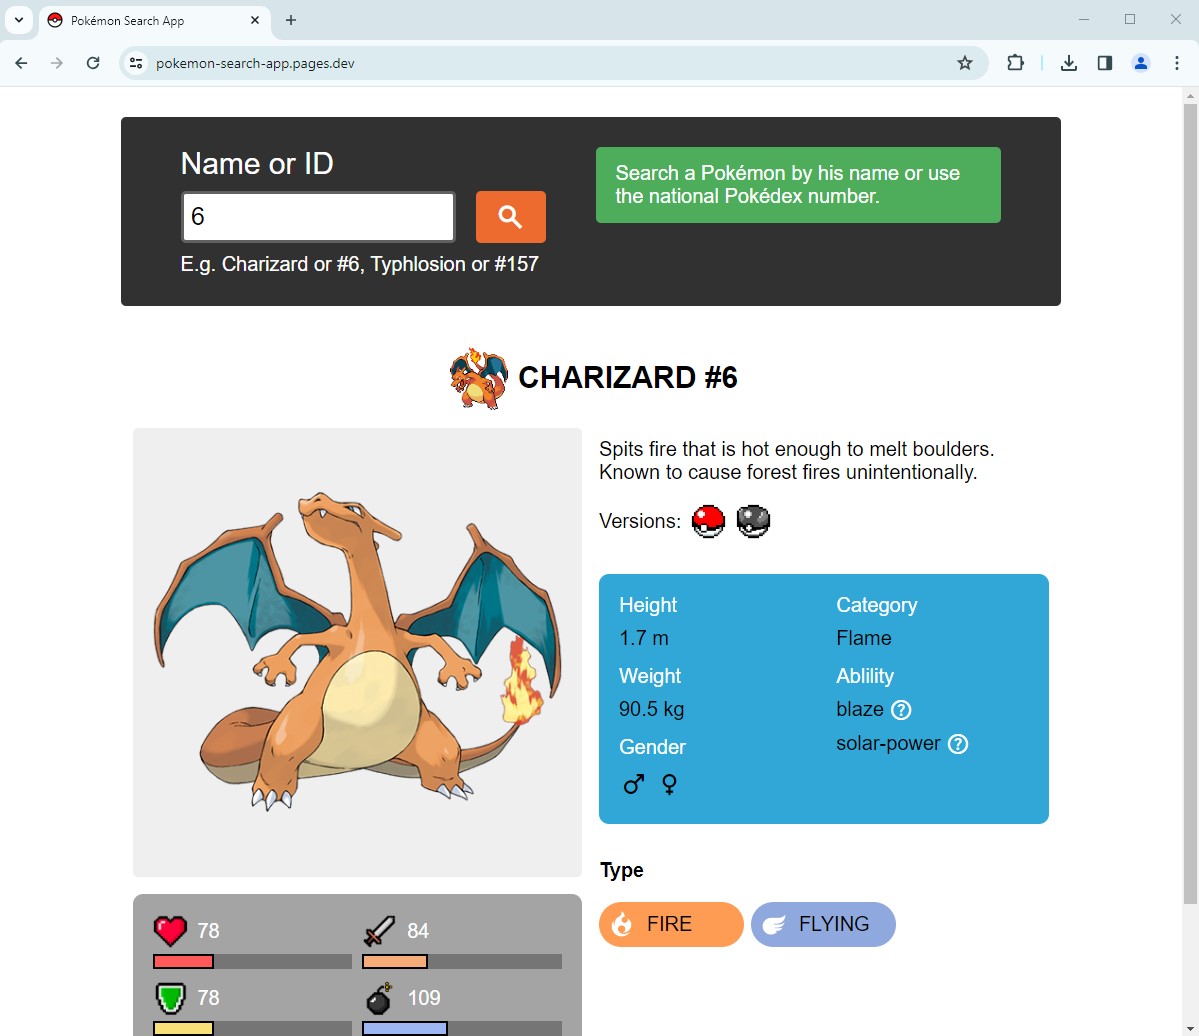 Pokémon Search App
pokemon-search-app.pages.dev
Name or ID
6
E.g. Charizard or #6, Typhlosion or #157
Search a Pokémon by his name or use
the national Pokédex number.
CHARIZARD #6
Spits fire that is hot enough to melt boulders.
Known to cause forest fires unintentionally.
Versions:
Height
1.7 m
Weight
90.5 kg
Gender
Category
Flame
Ablility
blaze
solar-power
Type
FIRE
FLYING
78
84
78
109